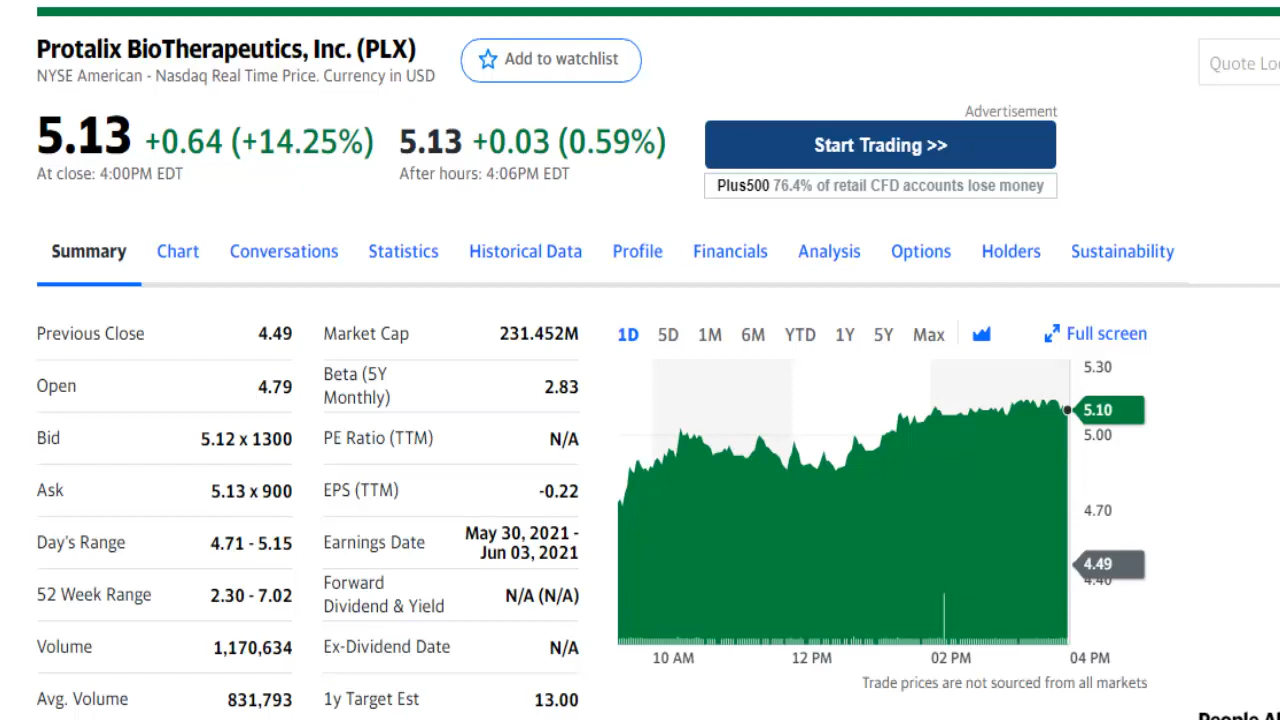 Protalix BioTherapeutics, Inc. (PLX)
Add to watchlist
NYSE American - Nasdaq Real Time Price. Currency in USD
Quote Loo
5.13 +0.64 (+14.25%) 5.13 +0.03 (0.59%)
At close: 4:00PM EDT After hours: 4:06PM EDT
Advertisement
Start Trading >>
Plus500 76.4% of retail CFD accounts lose money
Summary Chart Conversations Statistics Historical Data Profile Financials Analysis Options Holders Sustainability
Previous Close 4.49
Open 4.79
Bid 5.12 x 1300
Ask 5.13 x 900
Day's Range 4.71 - 5.15
52 Week Range 2.30 - 7.02
Volume 1,170,634
Avg. Volume 831,793
Market Cap 231.452M
Beta (5Y
Monthly) 2.83
PE Ratio (TTM) N/A
EPS (TTM) -0.22
Earnings Date May 30, 2021 -
Jun 03, 2021
Forward
Dividend & Yield N/A (N/A)
Ex-Dividend Date N/A
1y Target Est 13.00
1D 5D 1M 6M YTD 1Y 5Y Max Full screen
5.30
5.10
5.00
4.70
4.49
4.40
10 AM 12 PM 02 PM 04 PM
Trade prices are not sourced from all markets